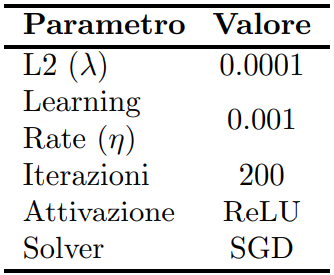 Parametro Valore
L2 (λ) 0.0001
Learning
Rate (η) 0.001
Iterazioni 200
Attivazione ReLU
Solver SGD